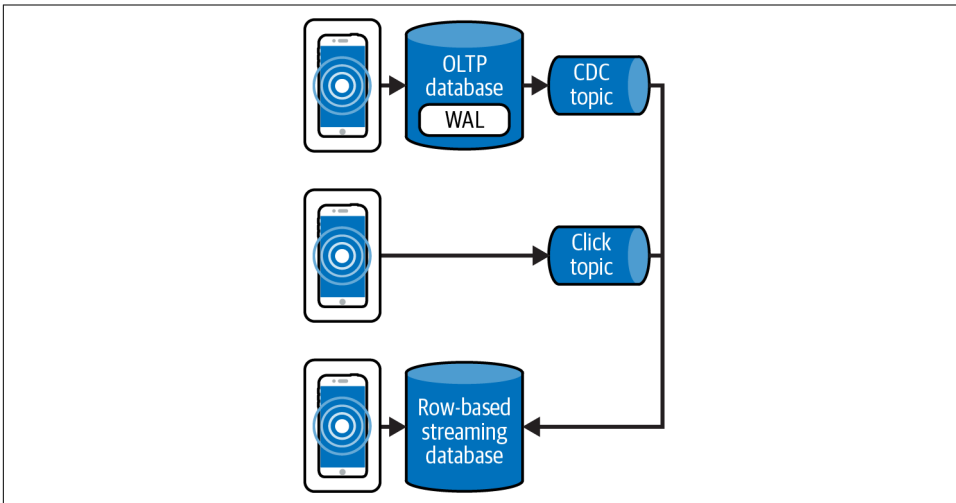 OLTP
database
WAL
CDC
topic
Click
topic
Row-based
streaming
database